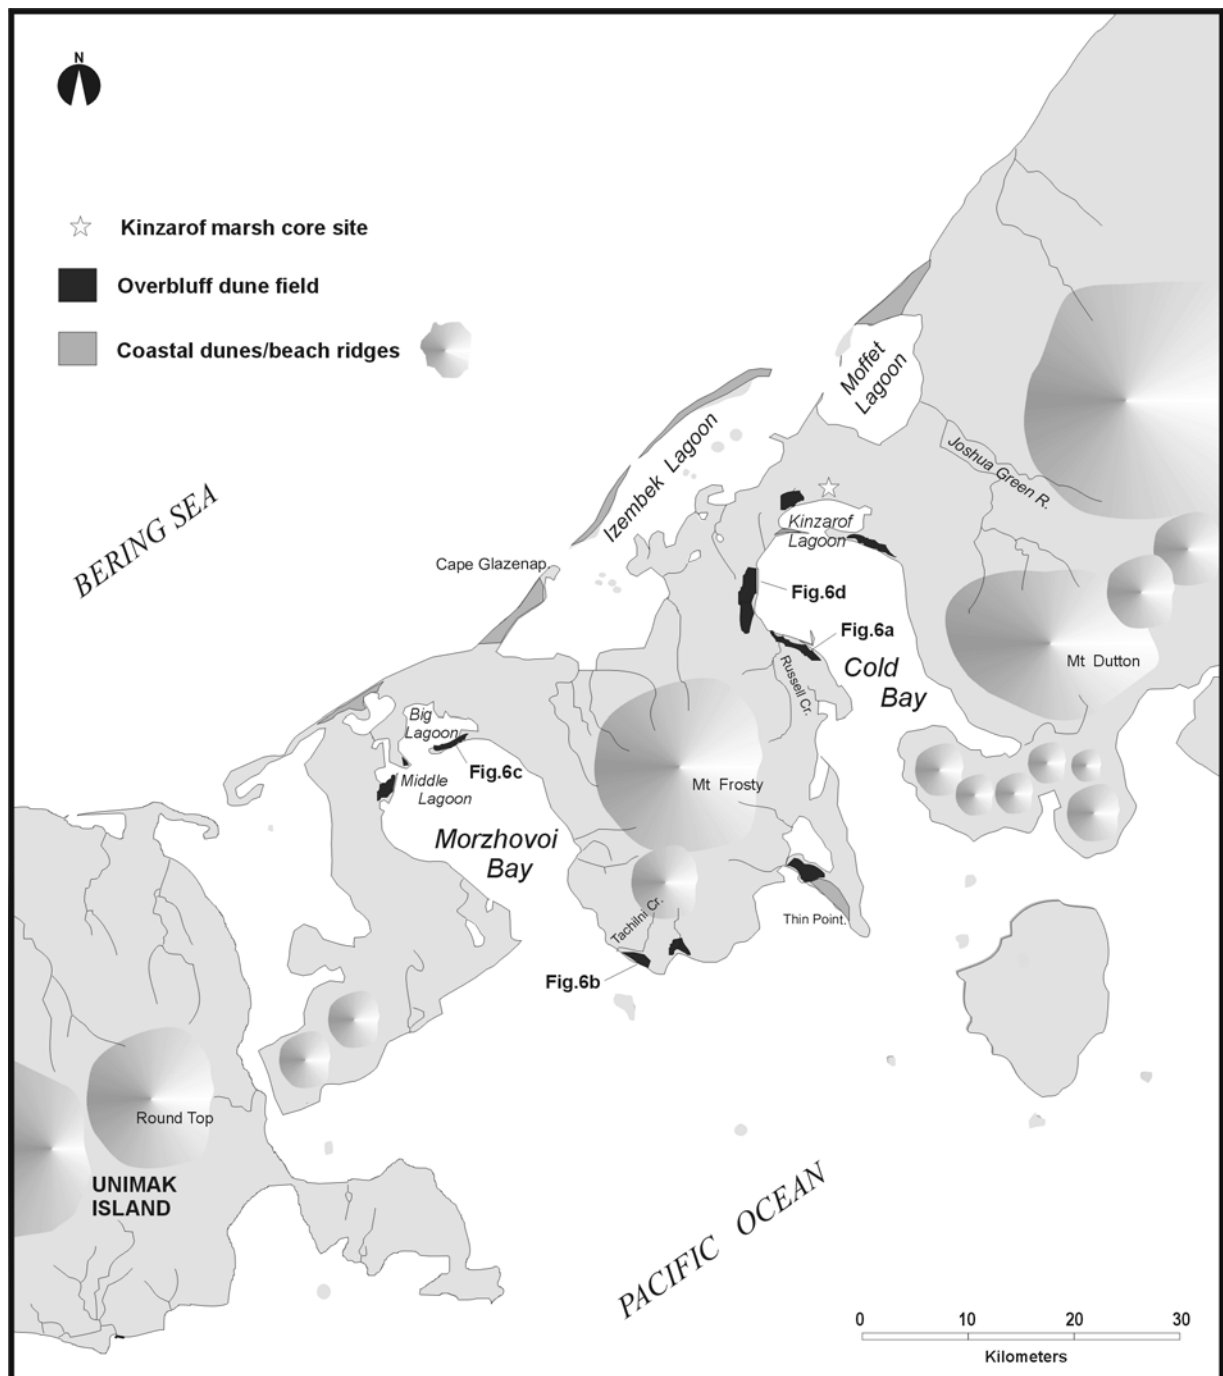 N
Kinzarof marsh core site
Overbluff dune field
Coastal dunes/beach ridges
Moffet
Lagoon
Izembek Lagoon
Joshua Green R.
BERING SEA
Kinzarof
Lagoon
Cape Glazenap.
Fig.6d
Fig.6a
Russell Cr.
Cold
Bay
Mt Dutton
Big
Lagoon
Fig.6c
Middle
Lagoon
Mt Frosty
Morzhovoi
Bay
Tachilni Cr.
Thin Point.
Fig.6b
Round Top
UNIMAK
ISLAND
PACIFIC OCEAN
0 10 20 30
Kilometers